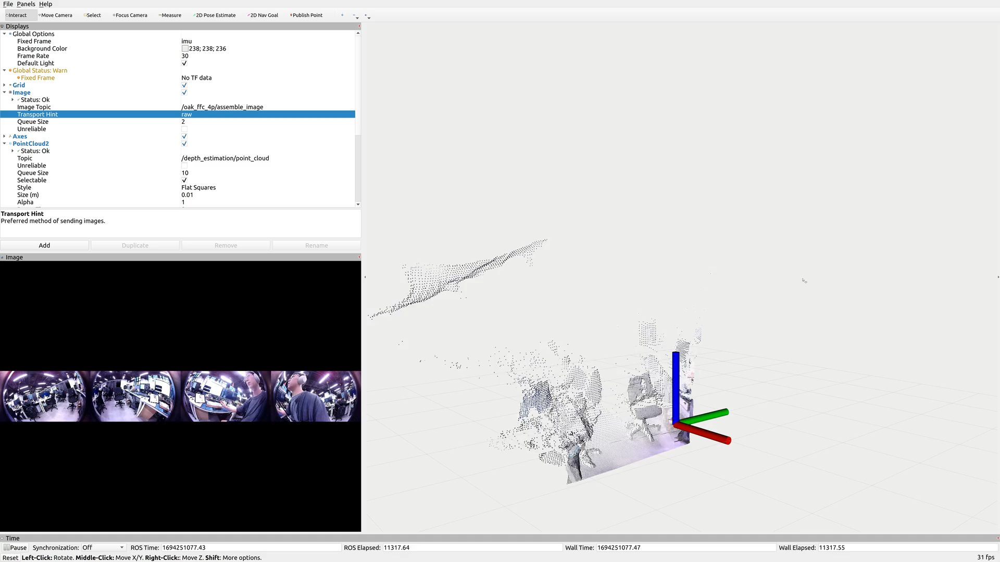 File Panels Help
Interact Move Camera Select Focus Camera Measure 2D Pose Estimate 2D Nav Goal Publish Point
Displays
Global Options
Fixed Frame imu
Background Color 238; 238; 236
Frame Rate 30
Default Light
Global Status: Warn
Fixed Frame No TF data
Grid
Image
Status: Ok
Image Topic /oak_ffc_4p/assemble_image
Transport Hint raw
Queue Size 2
Unreliable
Axes
PointCloud2
Status: Ok
Topic /depth_estimation/point_cloud
Unreliable
Queue Size 10
Selectable
Style Flat Squares
Size (m) 0.01
Alpha 1
Transport Hint
Preferred method of sending images.
Add Duplicate Remove Rename
Image
Time
Pause Synchronization: Off ROS Time: 1694251077.43 ROS Elapsed: 11317.64 Wall Time: 1694251077.47 Wall Elapsed: 11317.55
Reset Left-Click: Rotate. Middle-Click: Move X/Y. Right-Click:: Move Z. Shift: More options. 31 fps